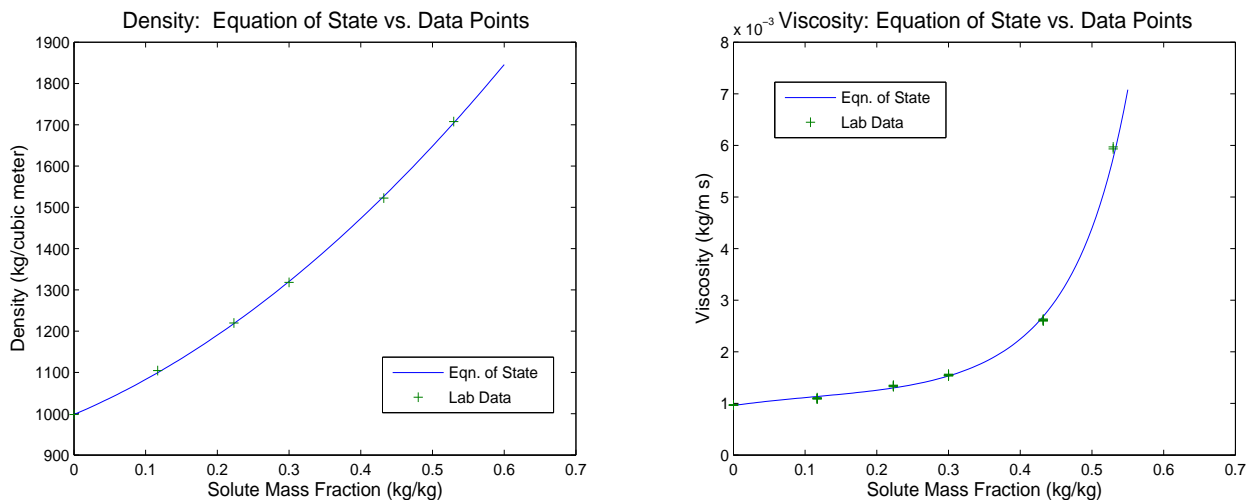 Density: Equation of State vs. Data Points
1900
1800
1700
1600
1500
1400
1300
1200
1100
1000
900
Density (kg/cubic meter)
Eqn. of State
Lab Data
0 0.1 0.2 0.3 0.4 0.5 0.6 0.7
Solute Mass Fraction (kg/kg)
x 10⁻³
Viscosity: Equation of State vs. Data Points
8
7
6
5
4
3
2
1
0
Viscosity (kg/m s)
Eqn. of State
Lab Data
0 0.1 0.2 0.3 0.4 0.5 0.6 0.7
Solute Mass Fraction (kg/kg)